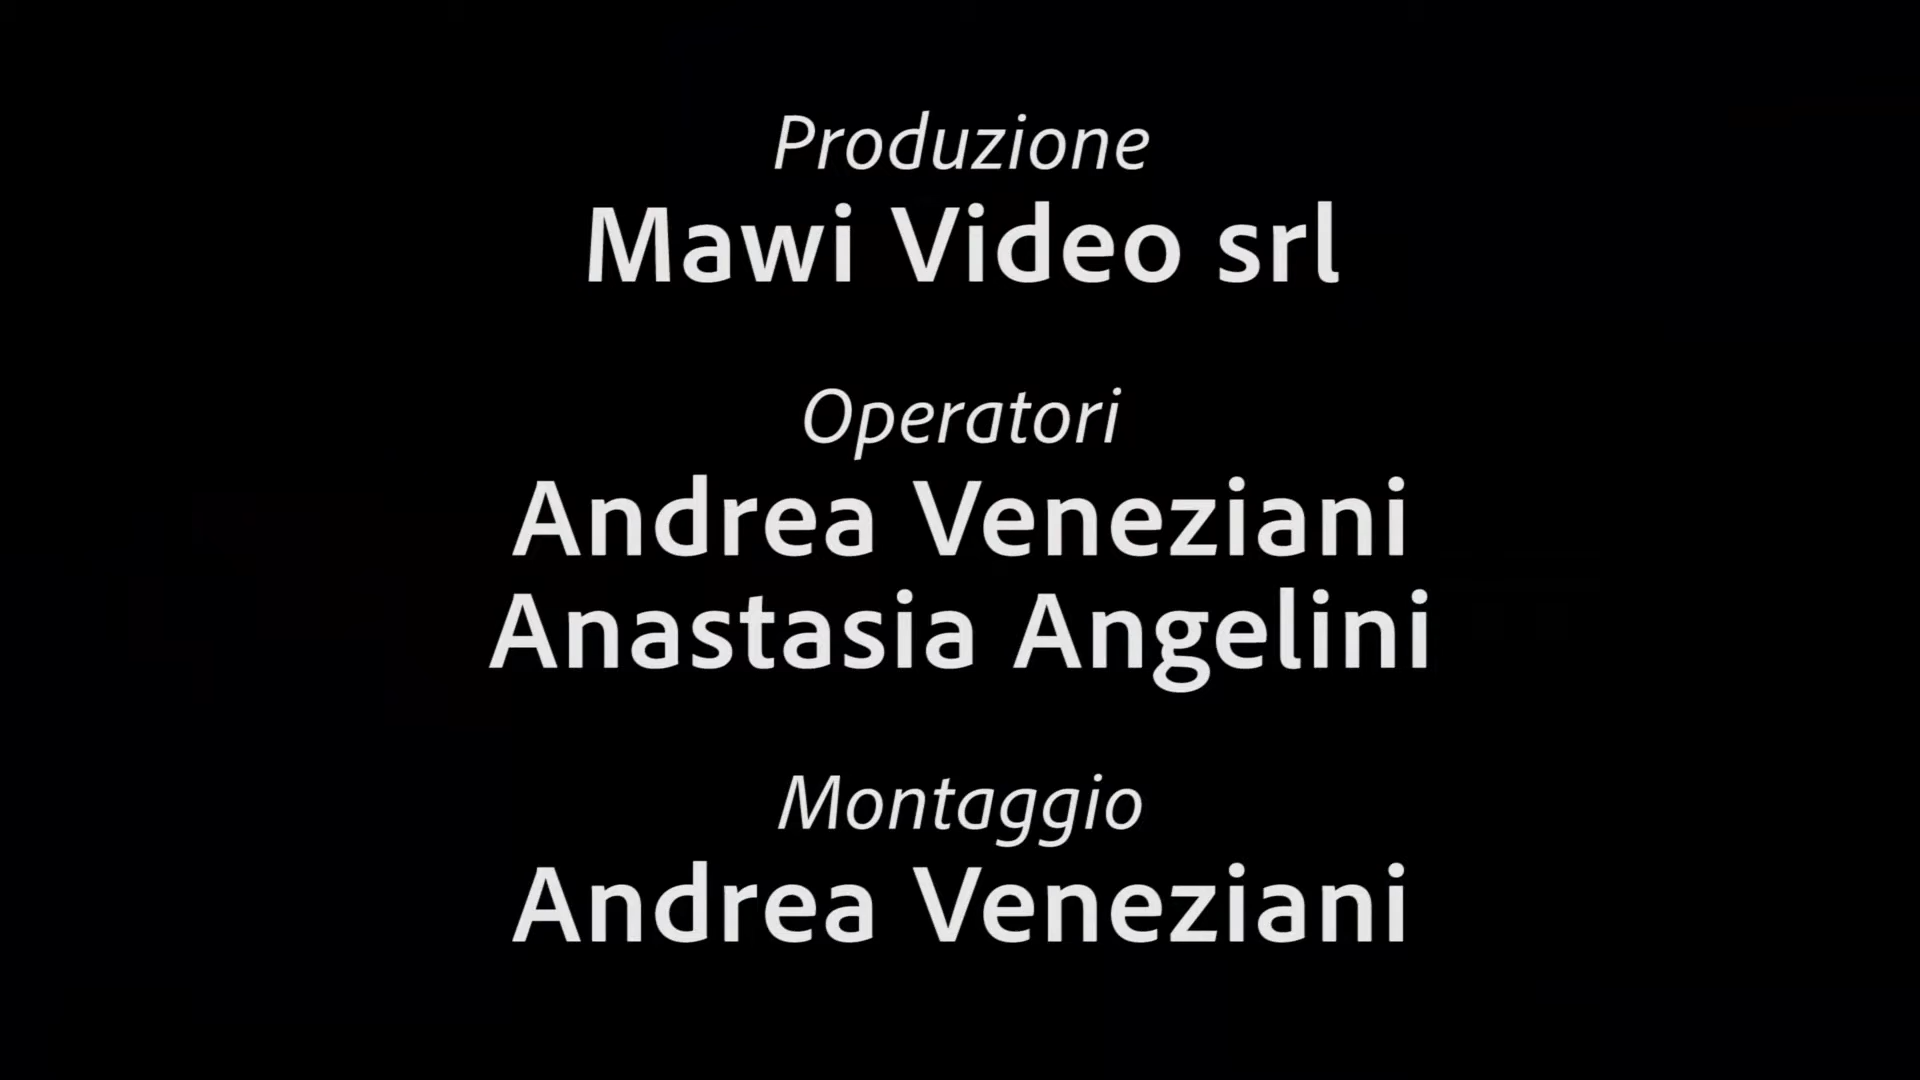 Produzione
Mawi Video srl
Operatori
Andrea Veneziani
Anastasia Angelini
Montaggio
Andrea Veneziani